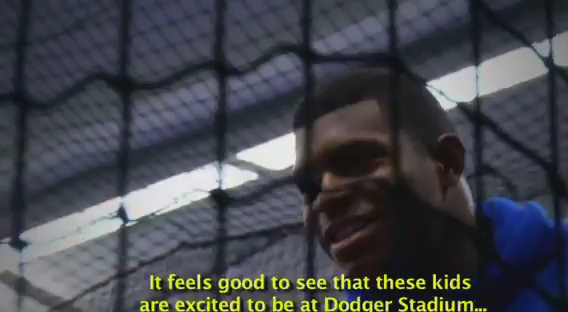 It feels good to see that these kids
are excited to be at Dodger Stadium...